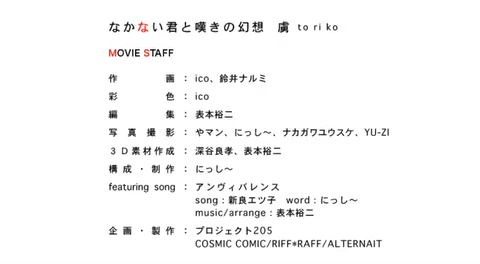 なかない君と嘆きの幻想 虜 toriko
MOVIE STAFF
作画：ico、鈴井ナルミ
彩色：ico
編集：表本裕二
写真撮影：やマン、にっし～、ナカガワユウスケ、YU-ZI
３Ｄ素材作成：深谷良孝、表本裕二
構成・制作：にっし～
featuring song：アンヴィバレンス
song：新良エツ子 word：にっし～
music/arrange：表本裕二
企画・製作：プロジェクト205
COSMIC COMIC/RIFF*RAFF/ALTERNAIT